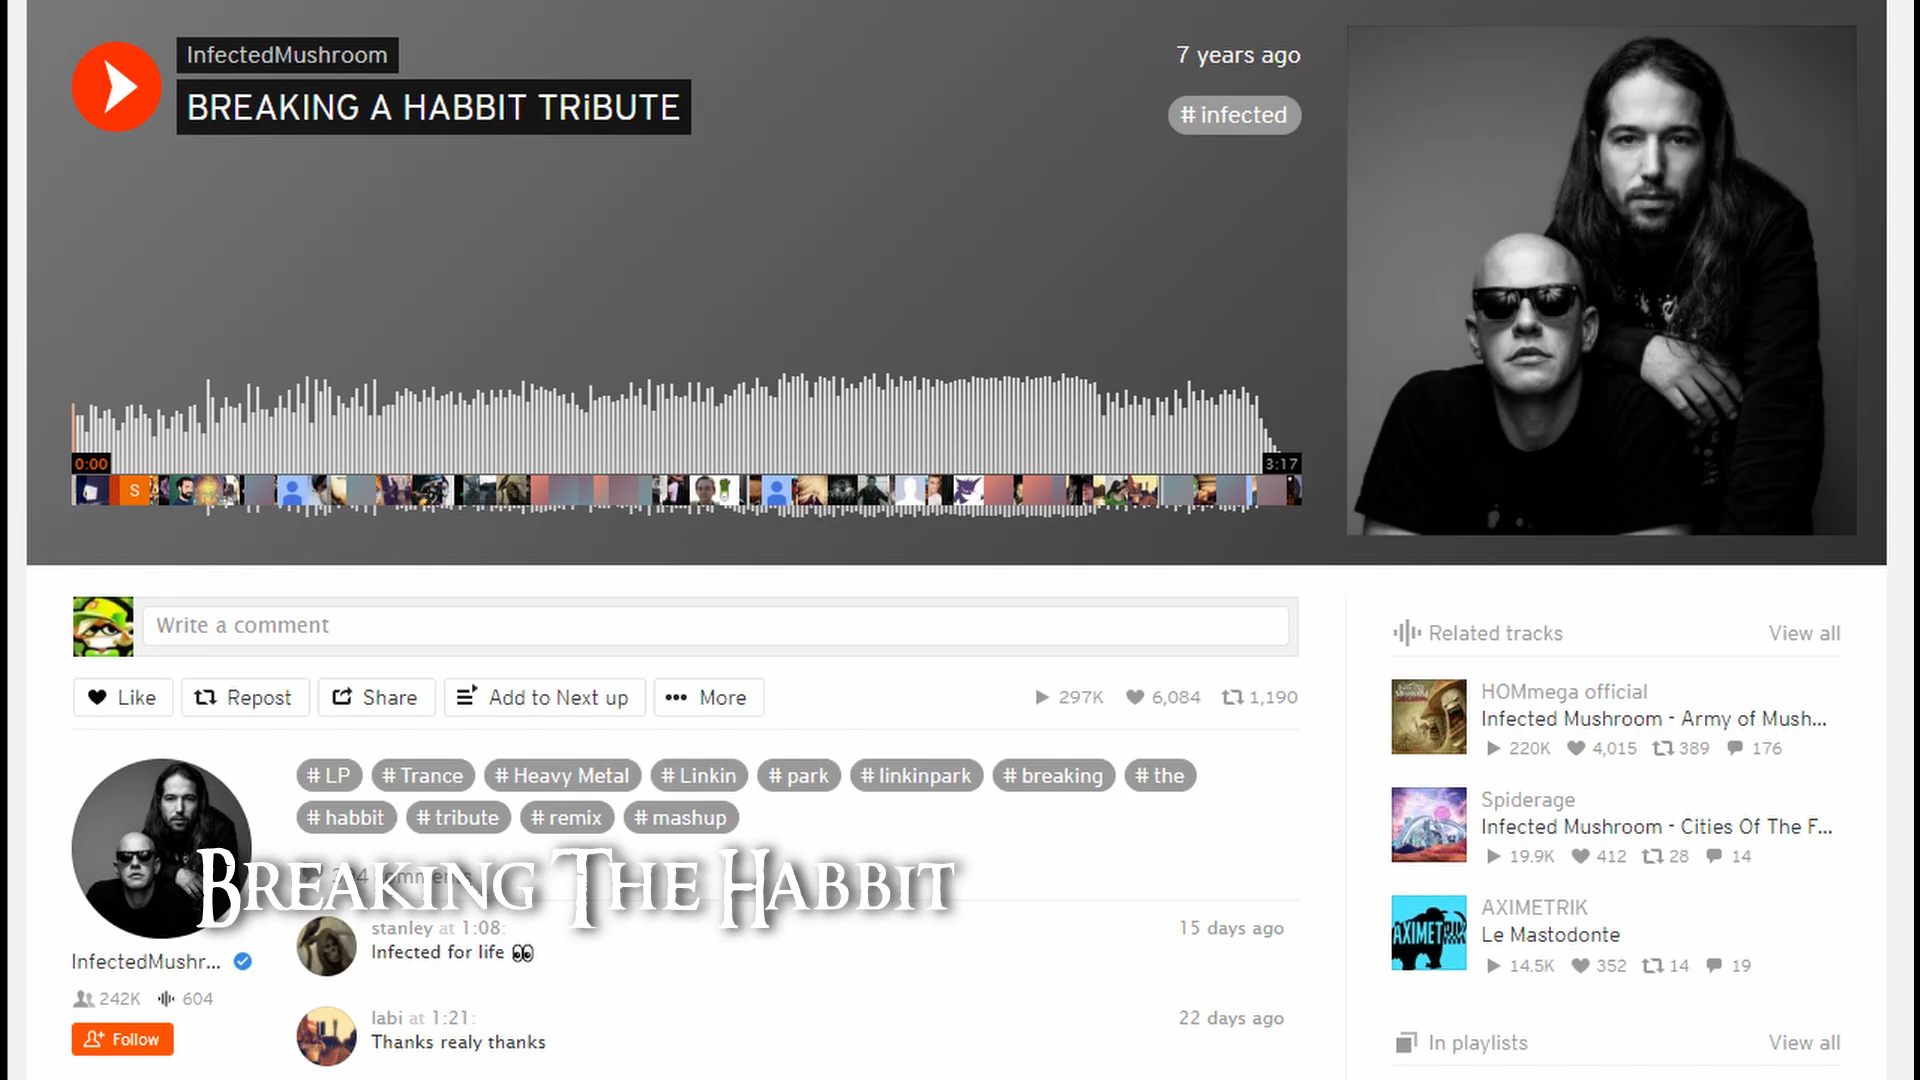 InfectedMushroom
BREAKING A HABBIT TRiBUTE
7 years ago
# infected
0:00
3:17
S
Write a comment
Like
Repost
Share
Add to Next up
More
297K
6,084
1,190
# LP
# Trance
# Heavy Metal
# Linkin
# park
# linkinpark
# breaking
# the
# habbit
# tribute
# remix
# mashup
BREAKING THE HABBIT
comments
stanley at 1:08:
15 days ago
Infected for life 👀
labi at 1:21:
22 days ago
Thanks realy thanks
InfectedMushr...
242K
604
Follow
Related tracks
View all
HOMmega official
Infected Mushroom - Army of Mush...
220K
4,015
389
176
Spiderage
Infected Mushroom - Cities Of The F...
19.9K
412
28
14
AXIMETRIK
AXIMETRIK
Le Mastodonte
14.5K
352
14
19
In playlists
View all